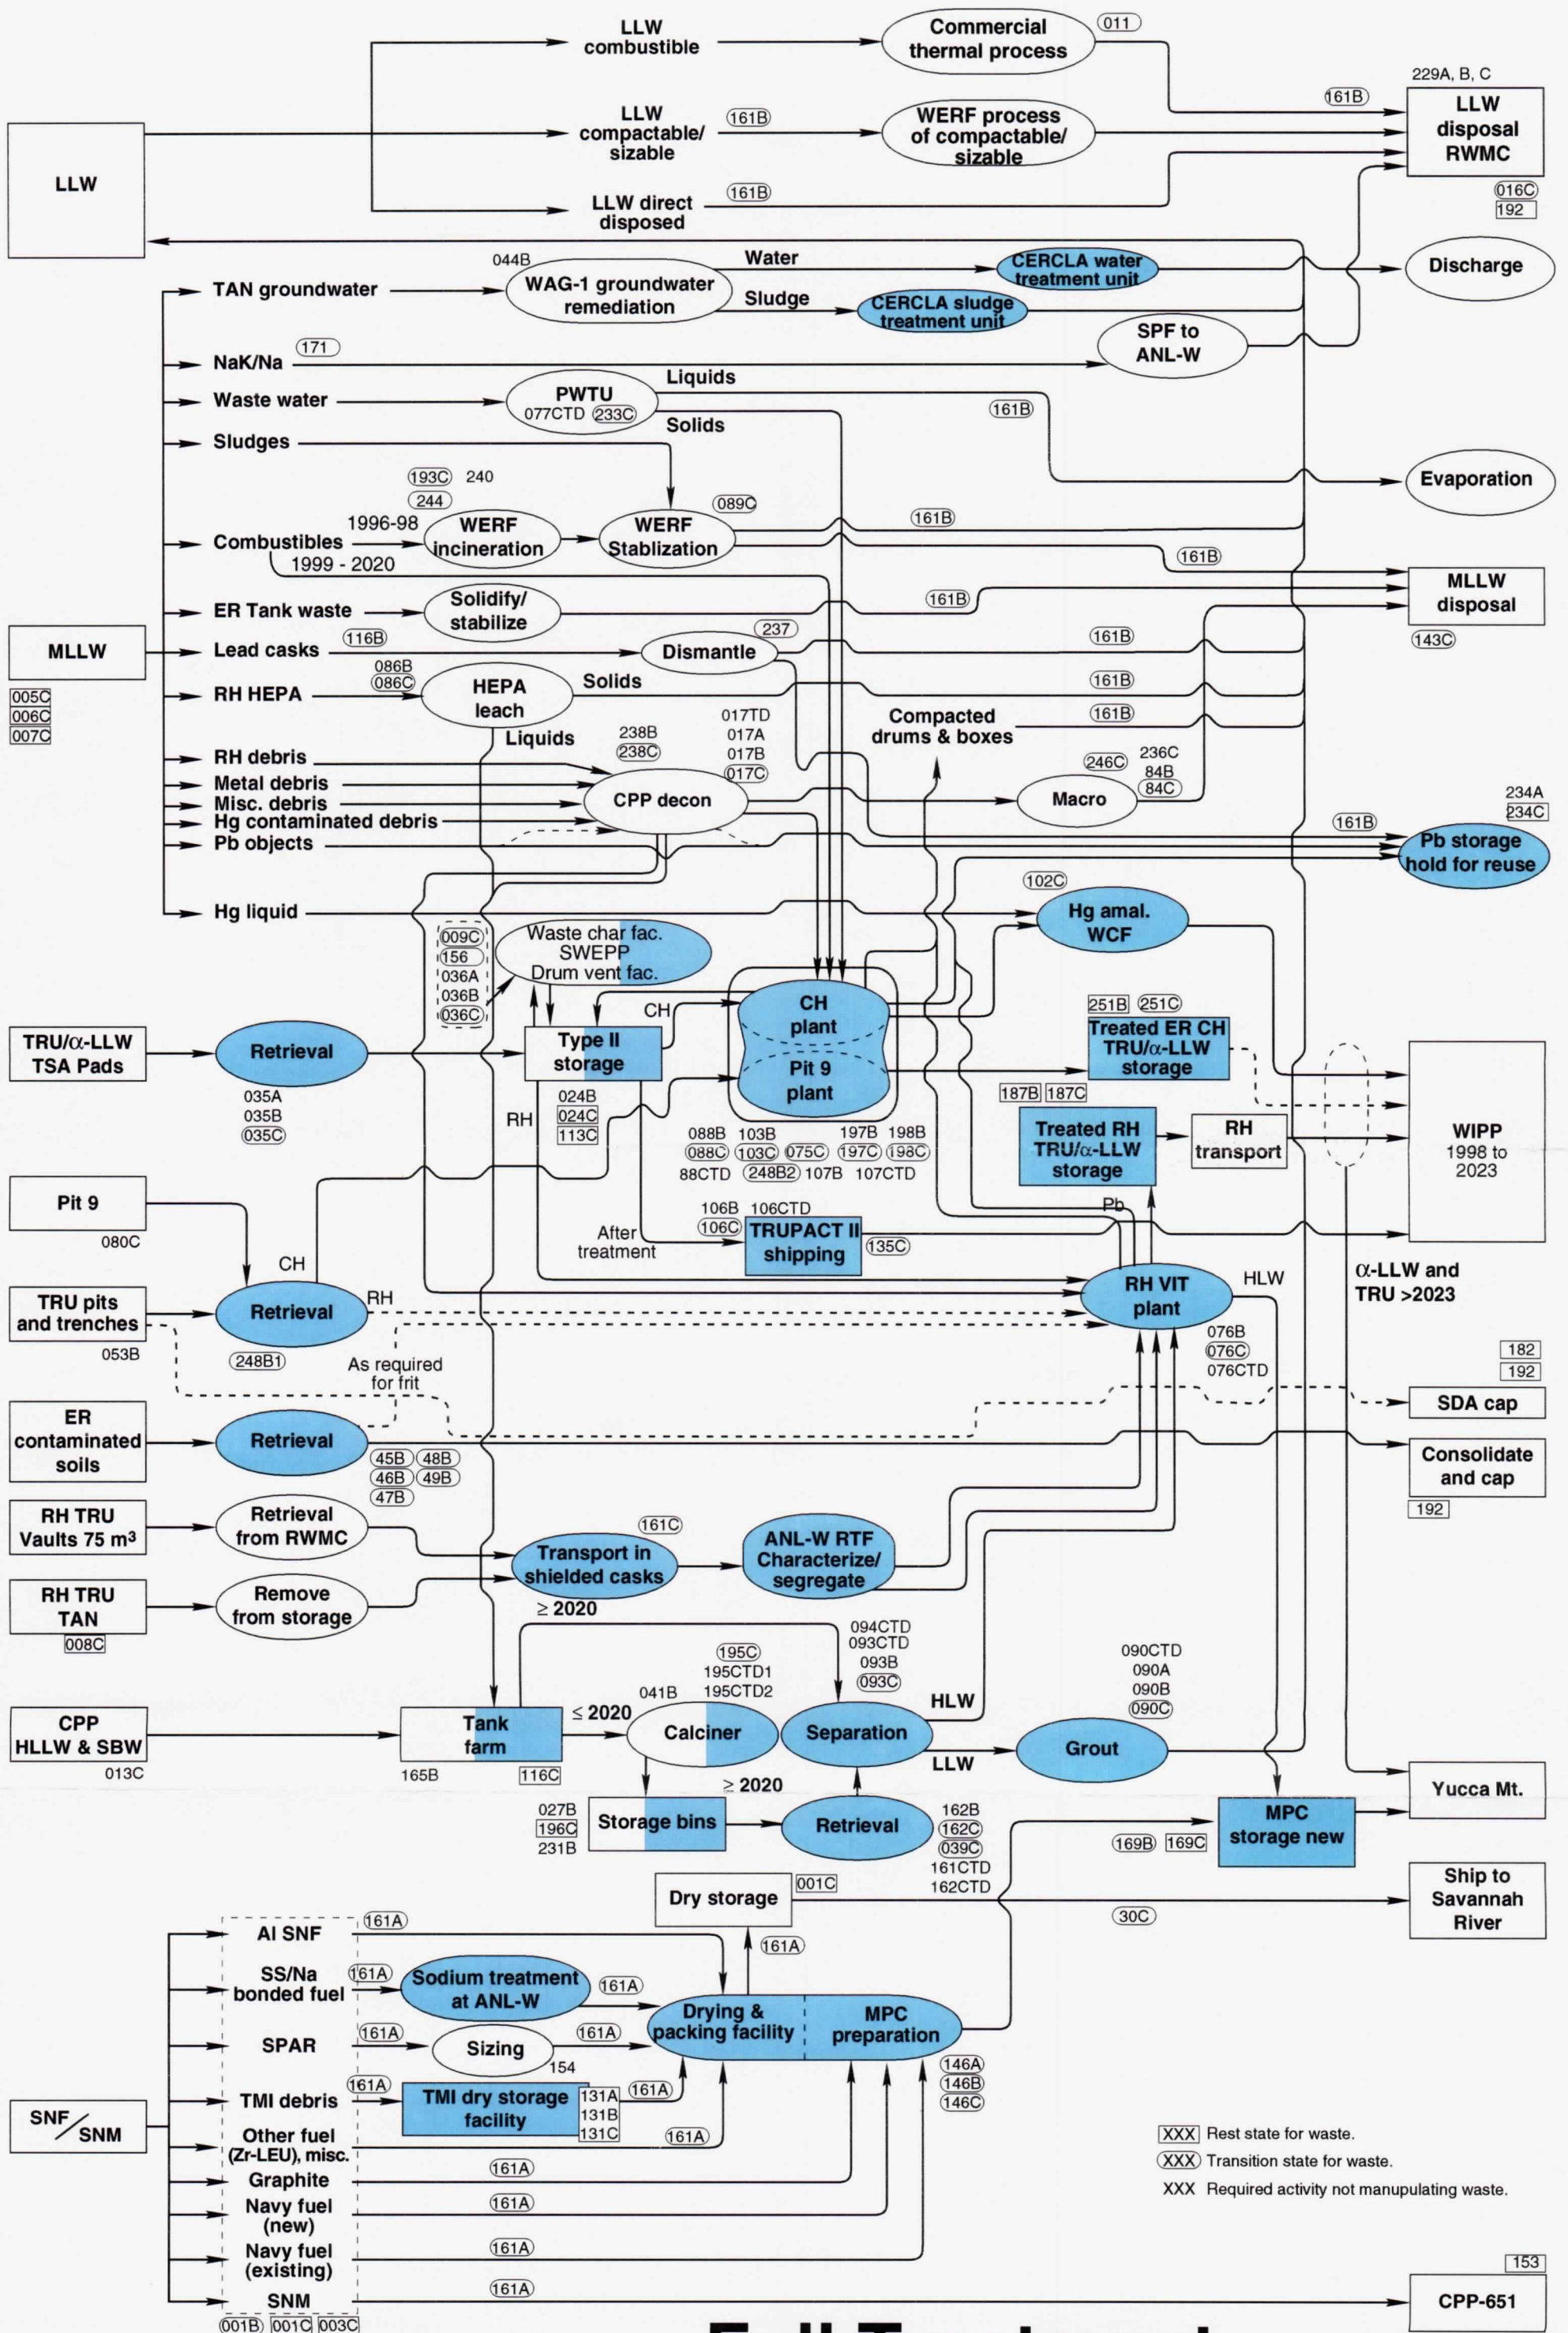 LLW
combustible
Commercial
thermal process
011
229A, B, C
161B
LLW
disposal
RWMC
LLW
LLW
compactable/
sizable
161B
WERF process
of compactable/
sizable
LLW direct
disposed
161B
016C
192
TAN groundwater
044B
WAG-1 groundwater
remediation
Water
Sludge
CERCLA water
treatment unit
CERCLA sludge
treatment unit
Discharge
NaK/Na
171
SPF to
ANL-W
Waste water
PWTU
077CTD 233C
Liquids
Solids
161B
Sludges
Evaporation
193C 240
244
Combustibles
1996-98
1999 - 2020
WERF
incineration
WERF
Stablization
089C
161B
161B
MLLW
disposal
143C
ER Tank waste
Solidify/
stabilize
161B
MLLW
005C
006C
007C
Lead casks
116B
Dismantle
237
161B
RH HEPA
086B
086C
HEPA
leach
Solids
Liquids
161B
Compacted
drums & boxes
161B
RH debris
Metal debris
Misc. debris
Hg contaminated debris
Pb objects
238B
238C
017TD
017A
017B
017C
CPP decon
Macro
246C
236C
84B
84C
161B
234A
234C
Pb storage
hold for reuse
Hg liquid
102C
Hg amal.
WCF
009C
156
036A
036B
036C
Waste char fac.
SWEPP
Drum vent fac.
TRU/α-LLW
TSA Pads
Retrieval
035A
035B
035C
Type II
storage
CH
RH
024B
024C
113C
CH
plant
Pit 9
plant
088B 103B 197B 198B
088C 103C 075C 197C 198C
88CTD 248B2 107B 107CTD
251B 251C
Treated ER CH
TRU/α-LLW
storage
187B 187C
Treated RH
TRU/α-LLW
storage
RH
transport
WIPP
1998 to
2023
Pit 9
080C
After
treatment
106B 106CTD
106C
TRUPACT II
shipping
135C
Pb
CH
TRU pits
and trenches
053B
Retrieval
248B1
RH
As required
for frit
RH VIT
plant
HLW
076B
076C
076CTD
α-LLW and
TRU >2023
182
192
SDA cap
ER
contaminated
soils
Retrieval
45B 48B
46B 49B
47B
Consolidate
and cap
192
RH TRU
Vaults 75 m³
Retrieval
from RWMC
161C
Transport in
shielded casks
ANL-W RTF
Characterize/
segregate
RH TRU
TAN
008C
Remove
from storage
≥ 2020
094CTD
093CTD
093B
093C
195C
195CTD1
195CTD2
041B
090CTD
090A
090B
090C
CPP
HLLW & SBW
013C
Tank
farm
165B
116C
≤ 2020
Calciner
Separation
HLW
LLW
Grout
≥ 2020
027B
196C
231B
Storage bins
Retrieval
162B
162C
039C
161CTD
162CTD
169B 169C
MPC
storage new
Yucca Mt.
Dry storage
001C
30C
Ship to
Savannah
River
161A
Al SNF
161A
SS/Na
bonded fuel
161A
Sodium treatment
at ANL-W
161A
Drying &
packing facility
MPC
preparation
SPAR
161A
Sizing
154
161A
TMI debris
161A
TMI dry storage
facility
131A
131B
131C
161A
146A
146B
146C
SNF/SNM
Other fuel
(Zr-LEU), misc.
161A
Graphite
161A
Navy fuel
(new)
161A
Navy fuel
(existing)
161A
SNM
161A
001B 001C 003C
XXX Rest state for waste.
XXX Transition state for waste.
XXX Required activity not manupulating waste.
153
CPP-651